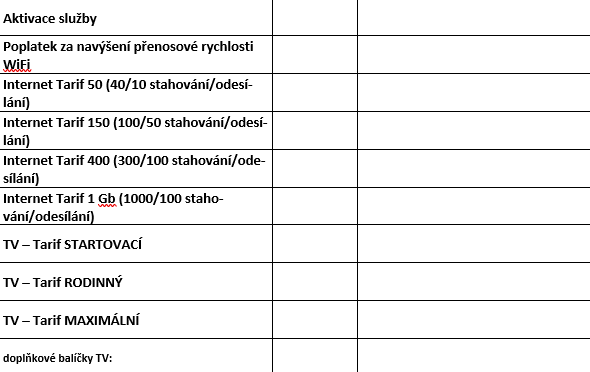 Aktivace služby
Poplatek za navýšení přenosové rychlosti
WiFi
Internet Tarif 50 (40/10 stahování/odesí-
lání)
Internet Tarif 150 (100/50 stahování/odesí-
lání)
Internet Tarif 400 (300/100 stahování/ode-
sílání)
Internet Tarif 1 Gb (1000/100 staho-
vání/odesílání)
TV – Tarif STARTOVACÍ
TV – Tarif RODINNÝ
TV – Tarif MAXIMÁLNÍ
doplňkové balíčky TV: